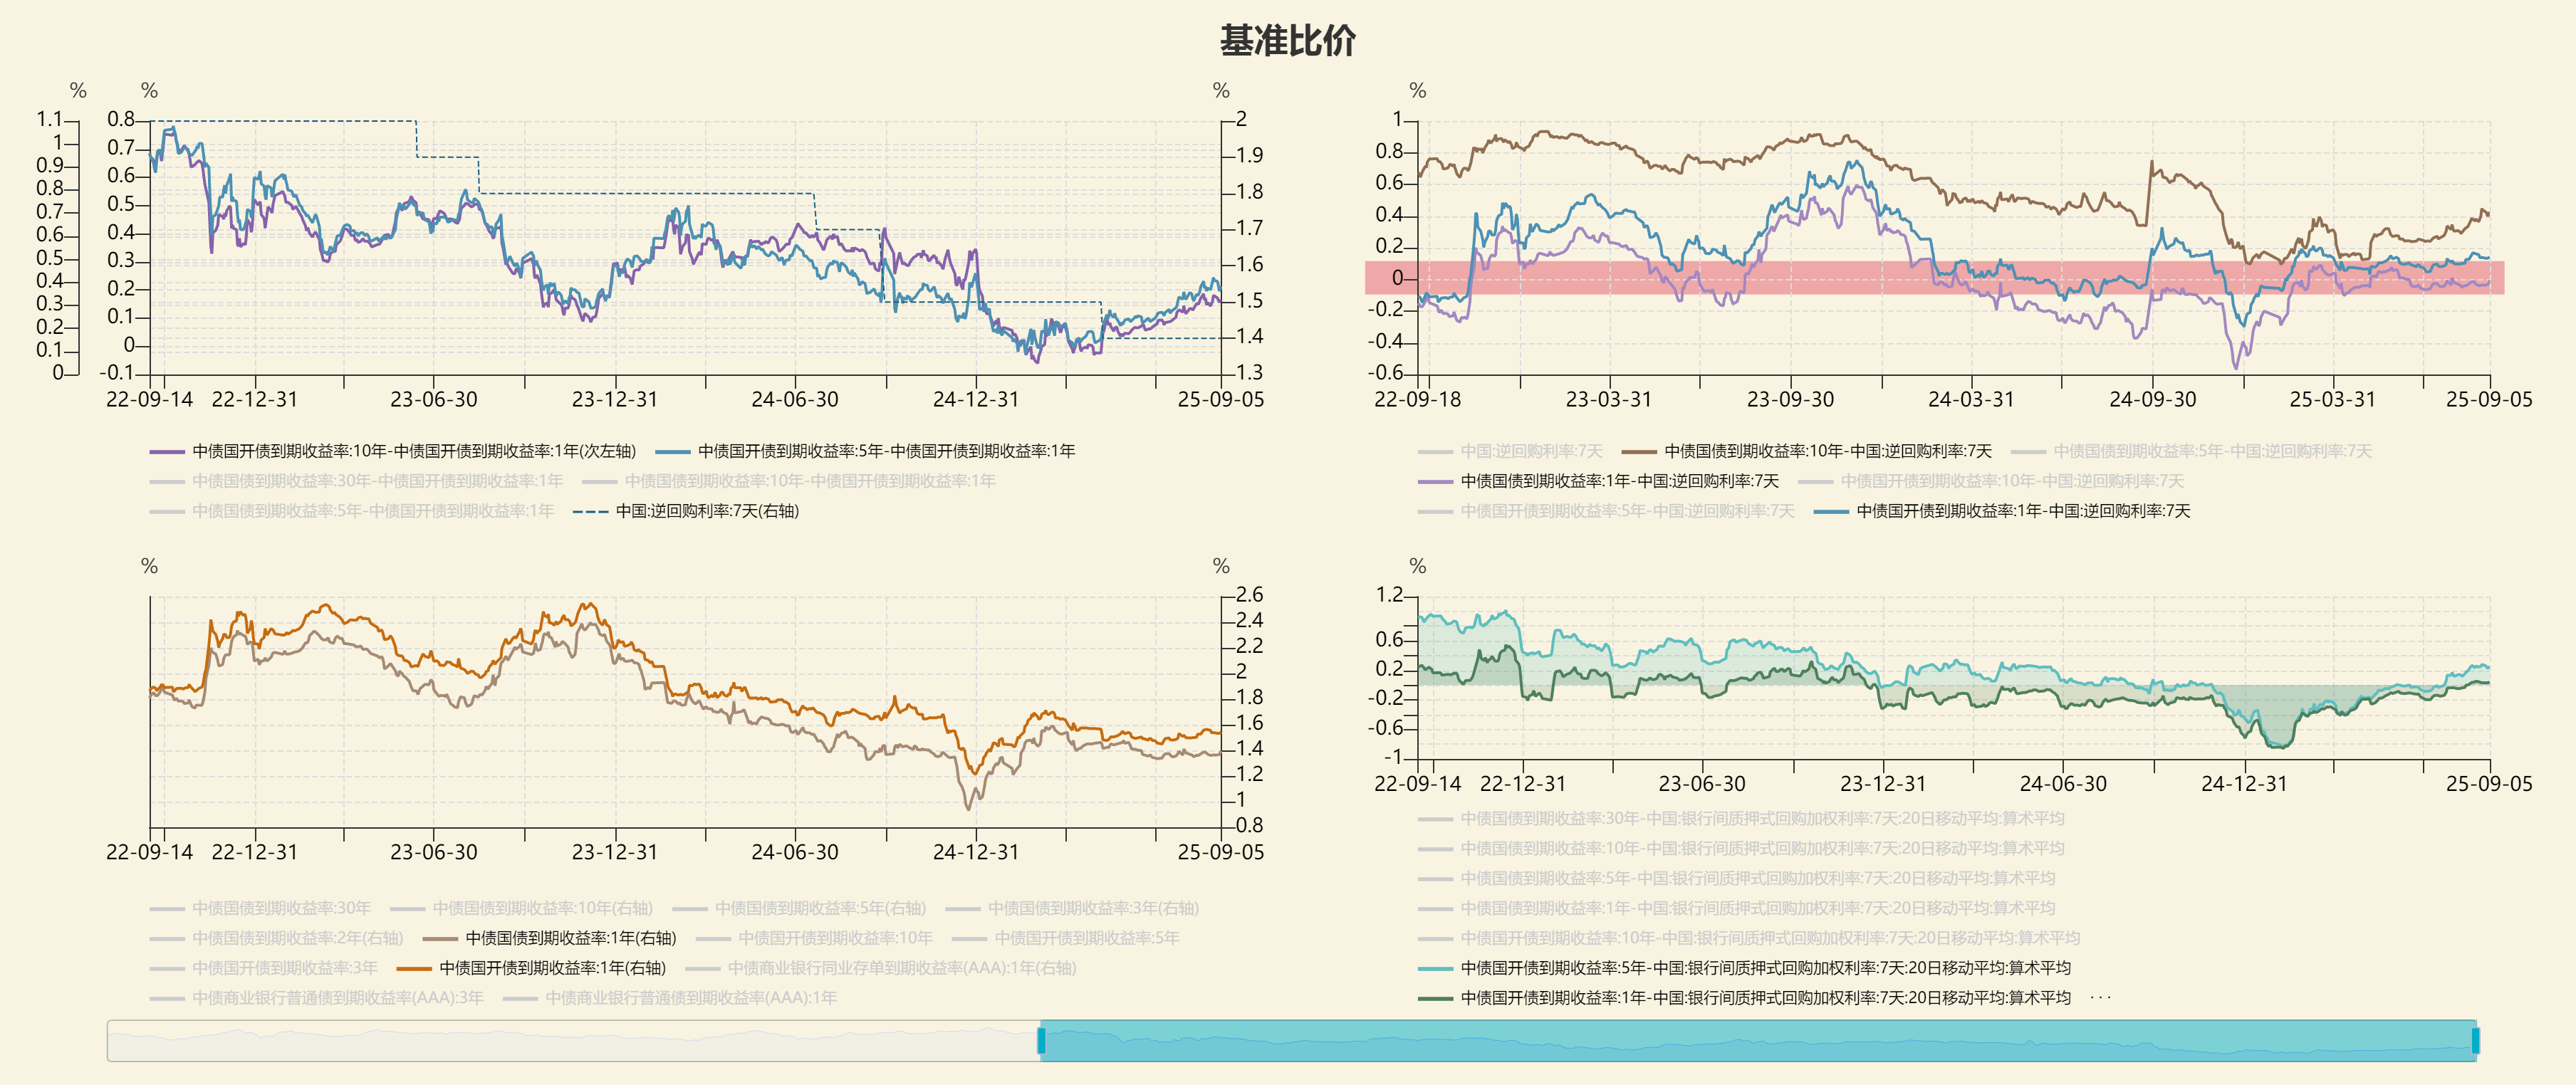 基准比价
% % %
1.1 0.8 2
1 0.7 1.9
0.9 0.6 1.8
0.8 0.5 1.7
0.7 0.4 1.6
0.6 0.3 1.5
0.5 0.2 1.4
0.4 0.1 1.3
0.3 0
0.2 -0.1
0.1
0
22-09-14 22-12-31 23-06-30 23-12-31 24-06-30 24-12-31 25-09-05
中债国开债到期收益率:10年-中债国开债到期收益率:1年(次左轴) 中债国开债到期收益率:5年-中债国开债到期收益率:1年
中债国债到期收益率:30年-中债国开债到期收益率:1年 中债国债到期收益率:10年-中债国开债到期收益率:1年
中债国债到期收益率:5年-中债国开债到期收益率:1年 中国:逆回购利率:7天(右轴)
%
1
0.8
0.6
0.4
0.2
0
-0.2
-0.4
-0.6
22-09-18 23-03-31 23-09-30 24-03-31 24-09-30 25-03-31 25-09-05
中国:逆回购利率:7天 中债国债到期收益率:10年-中国:逆回购利率:7天 中债国债到期收益率:5年-中国:逆回购利率:7天
中债国债到期收益率:1年-中国:逆回购利率:7天 中债国开债到期收益率:10年-中国:逆回购利率:7天
中债国开债到期收益率:5年-中国:逆回购利率:7天 中债国开债到期收益率:1年-中国:逆回购利率:7天
% %
2.6
2.4
2.2
2
1.8
1.6
1.4
1.2
1
0.8
22-09-14 22-12-31 23-06-30 23-12-31 24-06-30 24-12-31 25-09-05
中债国债到期收益率:30年 中债国债到期收益率:10年(右轴) 中债国债到期收益率:5年(右轴) 中债国债到期收益率:3年(右轴)
中债国债到期收益率:2年(右轴) 中债国债到期收益率:1年(右轴) 中债国开债到期收益率:10年 中债国开债到期收益率:5年
中债国开债到期收益率:3年 中债国开债到期收益率:1年(右轴) 中债商业银行同业存单到期收益率(AAA):1年(右轴)
中债商业银行普通债到期收益率(AAA):3年 中债商业银行普通债到期收益率(AAA):1年
%
1.2
0.6
0.2
-0.2
-0.6
-1
22-09-14 22-12-31 23-06-30 23-12-31 24-06-30 24-12-31 25-09-05
中债国债到期收益率:30年-中国:银行间质押式回购加权利率:7天:20日移动平均:算术平均
中债国债到期收益率:10年-中国:银行间质押式回购加权利率:7天:20日移动平均:算术平均
中债国债到期收益率:5年-中国:银行间质押式回购加权利率:7天:20日移动平均:算术平均
中债国债到期收益率:1年-中国:银行间质押式回购加权利率:7天:20日移动平均:算术平均
中债国开债到期收益率:10年-中国:银行间质押式回购加权利率:7天:20日移动平均:算术平均
中债国开债到期收益率:5年-中国:银行间质押式回购加权利率:7天:20日移动平均:算术平均
中债国开债到期收益率:1年-中国:银行间质押式回购加权利率:7天:20日移动平均:算术平均 ...